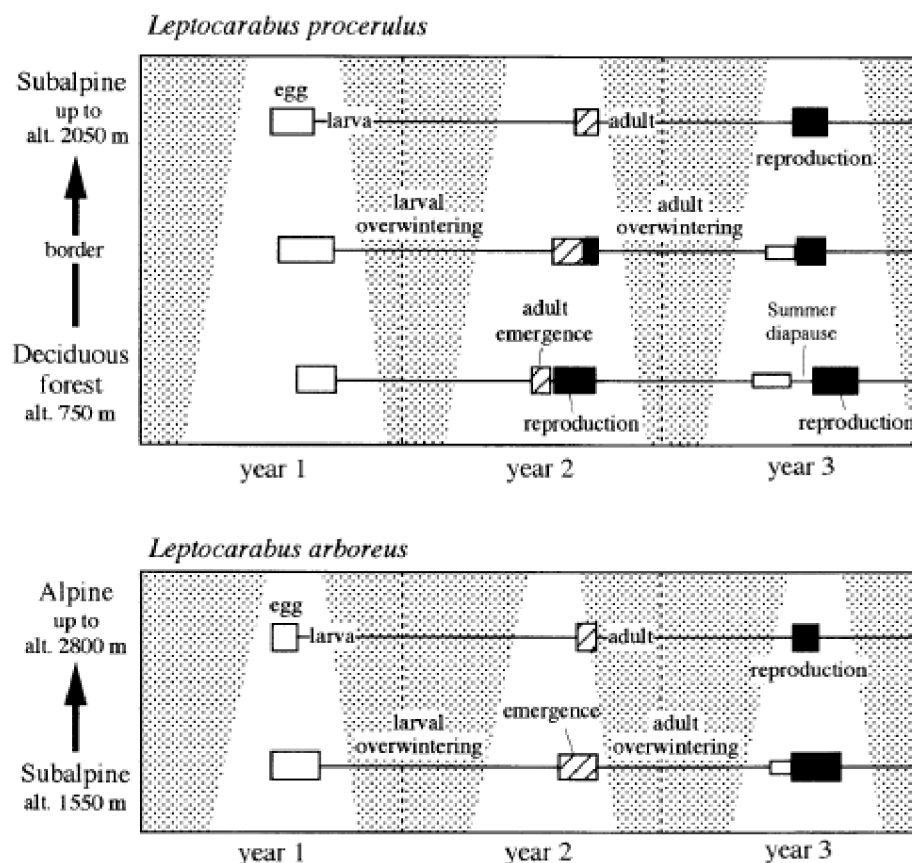 Leptocarabus procerulus
Subalpine
up to
alt. 2050 m
border
Deciduous
forest
alt. 750 m
egg
larva
adult
reproduction
larval
overwintering
adult
overwintering
adult
emergence
Summer
diapause
reproduction
reproduction
year 1
year 2
year 3
Leptocarabus arboreus
Alpine
up to
alt. 2800 m
Subalpine
alt. 1550 m
egg
larva
adult
reproduction
larval
overwintering
emergence
adult
overwintering
year 1
year 2
year 3